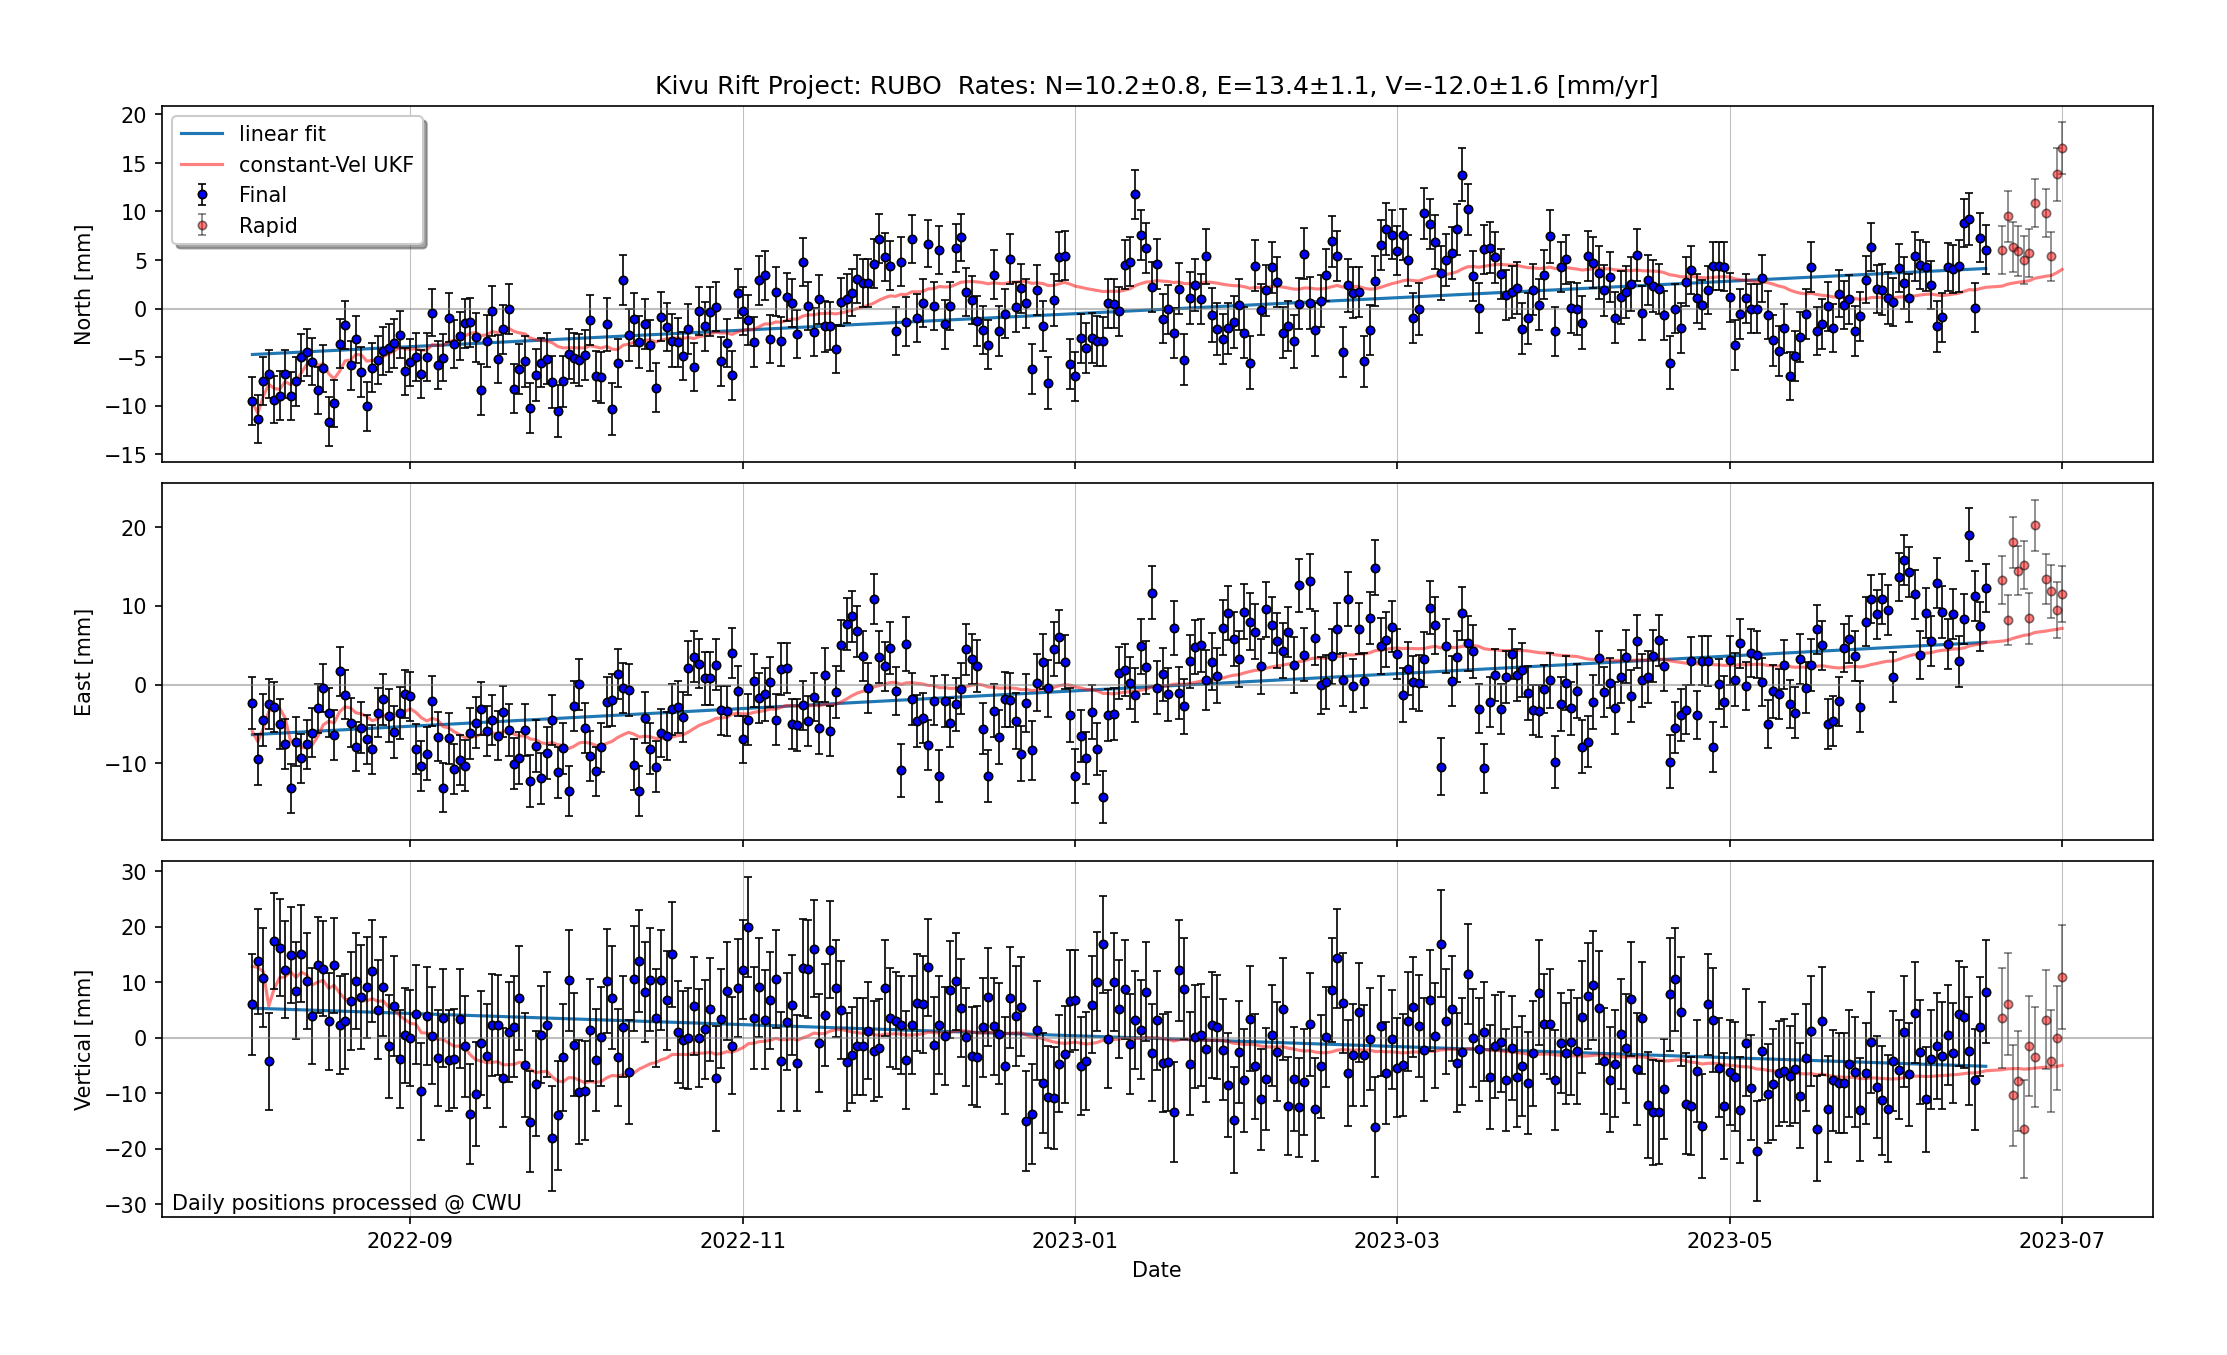 Kivu Rift Project: RUBO  Rates: N=10.2±0.8, E=13.4±1.1, V=-12.0±1.6 [mm/yr]
North [mm]
20
15
10
5
0
−5
−10
−15
linear fit
constant-Vel UKF
Final
Rapid
East [mm]
20
10
0
−10
Vertical [mm]
30
20
10
0
−10
−20
−30
Daily positions processed @ CWU
2022-09 2022-11 2023-01 2023-03 2023-05 2023-07
Date